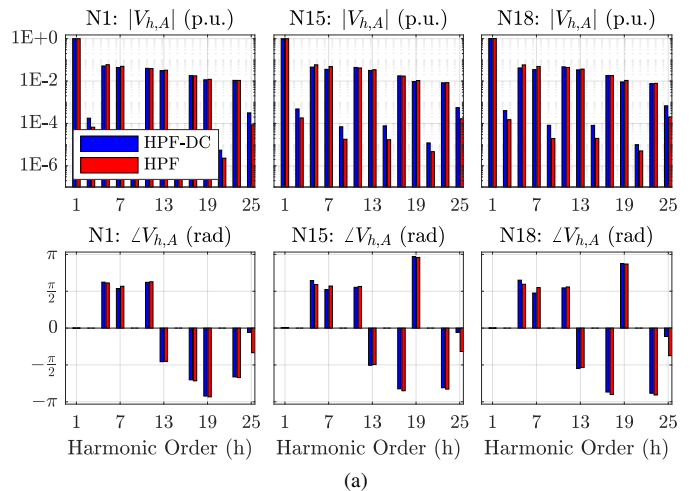 N1: |V_{h,A}| (p.u.) N15: |V_{h,A}| (p.u.) N18: |V_{h,A}| (p.u.)
1E+0
1E-2
1E-4
1E-6
HPF-DC
HPF
1 7 13 19 25 1 7 13 19 25 1 7 13 19 25
N1: ∠V_{h,A} (rad) N15: ∠V_{h,A} (rad) N18: ∠V_{h,A} (rad)
π
π/2
0
−π/2
−π
1 7 13 19 25 1 7 13 19 25 1 7 13 19 25
Harmonic Order (h) Harmonic Order (h) Harmonic Order (h)
(a)